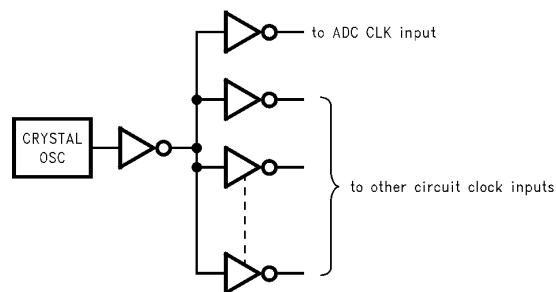 to ADC CLK input
CRYSTAL
OSC
to other circuit clock inputs